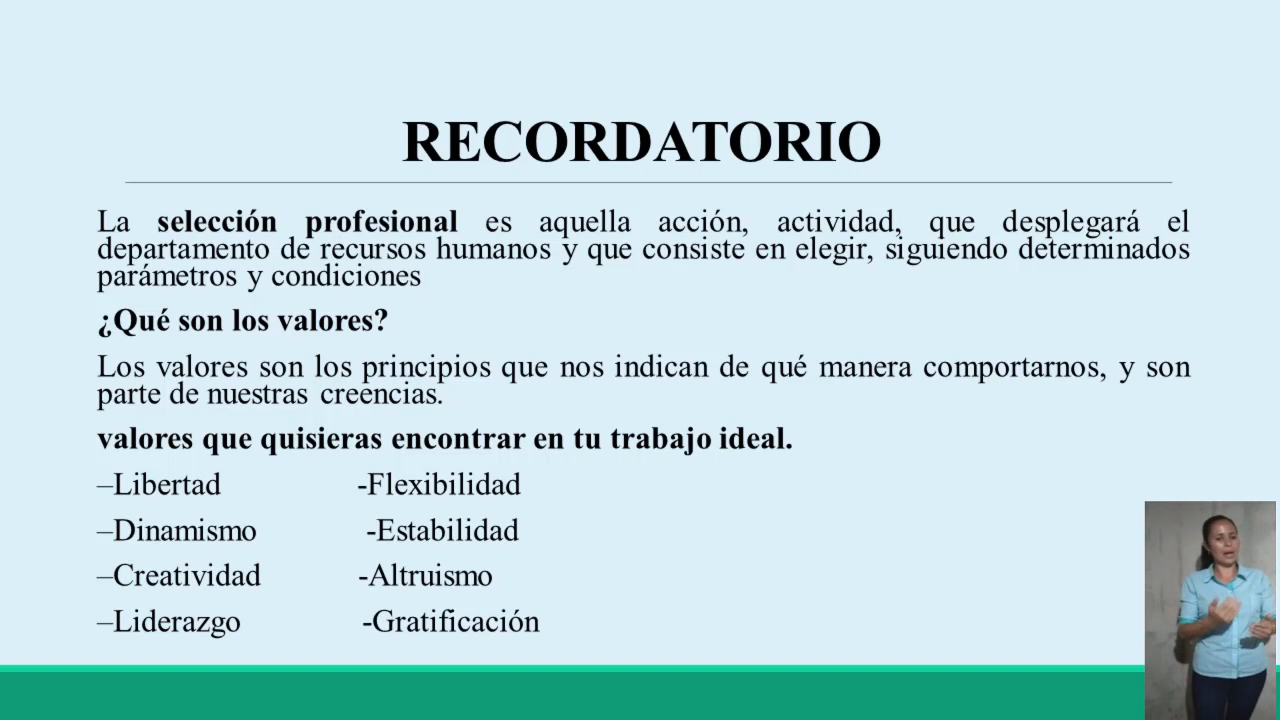 RECORDATORIO
La selección profesional es aquella acción, actividad, que desplegará el
departamento de recursos humanos y que consiste en elegir, siguiendo determinados
parámetros y condiciones
¿Qué son los valores?
Los valores son los principios que nos indican de qué manera comportarnos, y son
parte de nuestras creencias.
valores que quisieras encontrar en tu trabajo ideal.
–Libertad -Flexibilidad
–Dinamismo -Estabilidad
–Creatividad -Altruismo
–Liderazgo -Gratificación